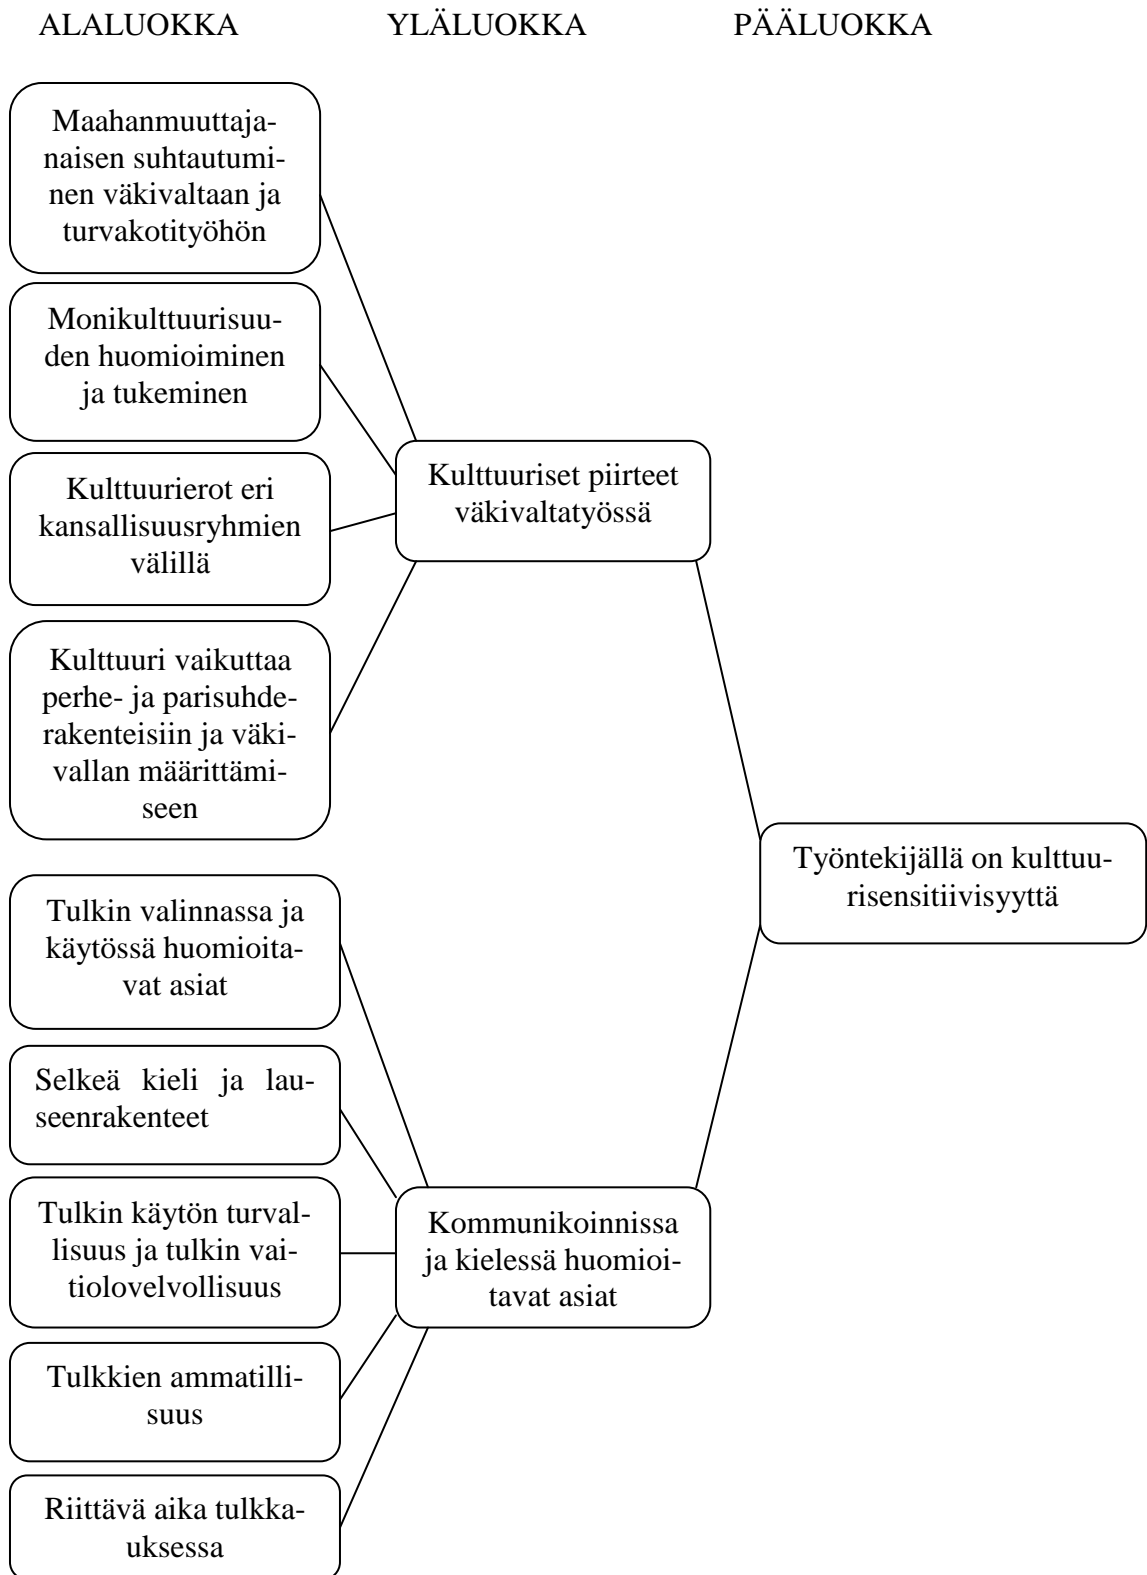 ALALUOKKA YLÄLUOKKA PÄÄLUOKKA
Maahanmuuttaja-
naisen suhtautumi-
nen väkivaltaan ja
turvakotityöhön
Monikulttuurisuu-
den huomioiminen
ja tukeminen
Kulttuurierot eri
kansallisuusryhmien
välillä
Kulttuuri vaikuttaa
perhe- ja parisuhde-
rakenteisiin ja väki-
vallan määrittämi-
seen
Kulttuuriset piirteet
väkivaltatyössä
Tulkin valinnassa ja
käytössä huomioita-
vat asiat
Selkeä kieli ja lau-
seenrakenteet
Tulkin käytön turval-
lisuus ja tulkin vai-
tiolovelvollisuus
Tulkkien ammatilli-
suus
Riittävä aika tulkka-
uksessa
Kommunikoinnissa
ja kielessä huomioi-
tavat asiat
Työntekijällä on kulttuu-
risensitiivisyyttä